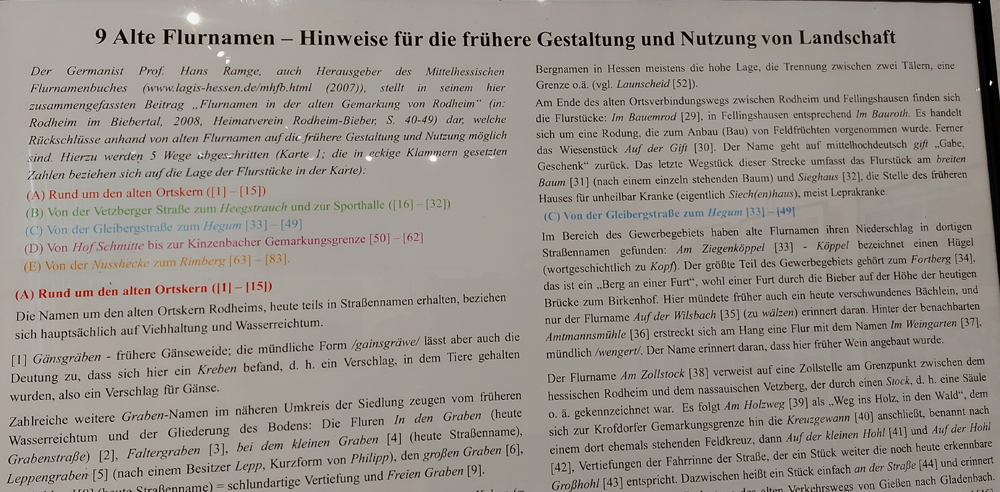 9 Alte Flurnamen – Hinweise für die frühere Gestaltung und Nutzung von Landschaft
Der Germanist Prof. Hans Ramge, auch Herausgeber des Mittelhessischen
Flurnamenbuches (www.lagis-hessen.de/mhfb.html (2007)), stellt in seinem hier
zusammengefassten Beitrag „Flurnamen in der alten Gemarkung von Rodheim“ (in:
Rodheim im Biebertal, 2008, Heimatverein Rodheim-Bieber, S. 40-49) dar, welche
Rückschlüsse anhand von alten Flurnamen auf die frühere Gestaltung und Nutzung möglich
sind. Hierzu werden 5 Wege abgeschritten (Karte 1; die in eckige Klammern gesetzten
Zahlen beziehen sich auf die Lage der Flurstücke in der Karte):
(A) Rund um den alten Ortskern ([1] – [15])
(B) Von der Vetzberger Straße zum Heegstrauch und zur Sporthalle ([16] – [32])
(C) Von der Gleibergstraße zum Hegum [33] – [49]
(D) Von Hof Schmitte bis zur Kinzenbacher Gemarkungsgrenze [50] – [62]
(E) Von der Nusshecke zum Rimberg [63] – [83].
(A) Rund um den alten Ortskern ([1] – [15])
Die Namen um den alten Ortskern Rodheims, heute teils in Straßennamen erhalten, beziehen
sich hauptsächlich auf Viehhaltung und Wasserreichtum.
[1] Gänsgräben - frühere Gänseweide; die mündliche Form /gainsgräwe/ lässt aber auch die
Deutung zu, dass sich hier ein Kreben befand, d. h. ein Verschlag, in dem Tiere gehalten
wurden, also ein Verschlag für Gänse.
Zahlreiche weitere Graben-Namen im näheren Umkreis der Siedlung zeugen vom früheren
Wasserreichtum und der Gliederung des Bodens: Die Fluren In den Graben (heute
Grabenstraße) [2], Faltergraben [3], bei dem kleinen Graben [4] (heute Straßenname),
Leppengraben [5] (nach einem Besitzer Lepp, Kurzform von Philipp), den großen Graben [6],
[8] (heute Straßenname) = schlundartige Vertiefung und Freien Graben [9].
Bergnamen in Hessen meistens die hohe Lage, die Trennung zwischen zwei Tälern, eine
Grenze o.ä. (vgl. Launscheid [52]).
Am Ende des alten Ortsverbindungswegs zwischen Rodheim und Fellingshausen finden sich
die Flurstücke: Im Bauemrod [29], in Fellingshausen entsprechend Im Bauroth. Es handelt
sich um eine Rodung, die zum Anbau (Bau) von Feldfrüchten vorgenommen wurde. Ferner
das Wiesenstück Auf der Gift [30]. Der Name geht auf mittelhochdeutsch gift „Gabe,
Geschenk“ zurück. Das letzte Wegstück dieser Strecke umfasst das Flurstück am breiten
Baum [31] (nach einem einzeln stehenden Baum) und Sieghaus [32], die Stelle des früheren
Hauses für unheilbar Kranke (eigentlich Siech(en)haus), meist Leprakranke.
(C) Von der Gleibergstraße zum Hegum [33] – [49]
Im Bereich des Gewerbegebiets haben alte Flurnamen ihren Niederschlag in dortigen
Straßennamen gefunden: Am Ziegenköppel [33] - Köppel bezeichnet einen Hügel
(wortgeschichtlich zu Kopf). Der größte Teil des Gewerbegebiets gehört zum Fortberg [34],
das ist ein „Berg an einer Furt“, wohl einer Furt durch die Bieber auf der Höhe der heutigen
Brücke zum Birkenhof. Hier mündete früher auch ein heute verschwundenes Bächlein, und
nur der Flurname Auf der Wilsbach [35] (zu wälzen) erinnert daran. Hinter der benachbarten
Amtmannsmühle [36] erstreckt sich am Hang eine Flur mit dem Namen Im Weingarten [37],
mündlich /wengert/. Der Name erinnert daran, dass hier früher Wein angebaut wurde.
Der Flurname Am Zollstock [38] verweist auf eine Zollstelle am Grenzpunkt zwischen dem
hessischen Rodheim und dem nassauischen Vetzberg, der durch einen Stock, d. h. eine Säule
o. ä. gekennzeichnet war. Es folgt Am Holzweg [39] als „Weg ins Holz, in den Wald“, dem
sich zur Krofdorfer Gemarkungsgrenze hin die Kreuzgewann [40] anschließt, benannt nach
einem dort ehemals stehenden Feldkreuz, dann Auf der kleinen Hohl [41] und Auf der Hohl
[42], Vertiefungen der Fahrrinne der Straße, der ein Stück weiter die noch heute erkennbare
Großhohl [43] entspricht. Dazwischen heißt ein Stück einfach an der Straße [44] und erinnert
des alten Verkehrsweges von Gießen nach Gladenbach.